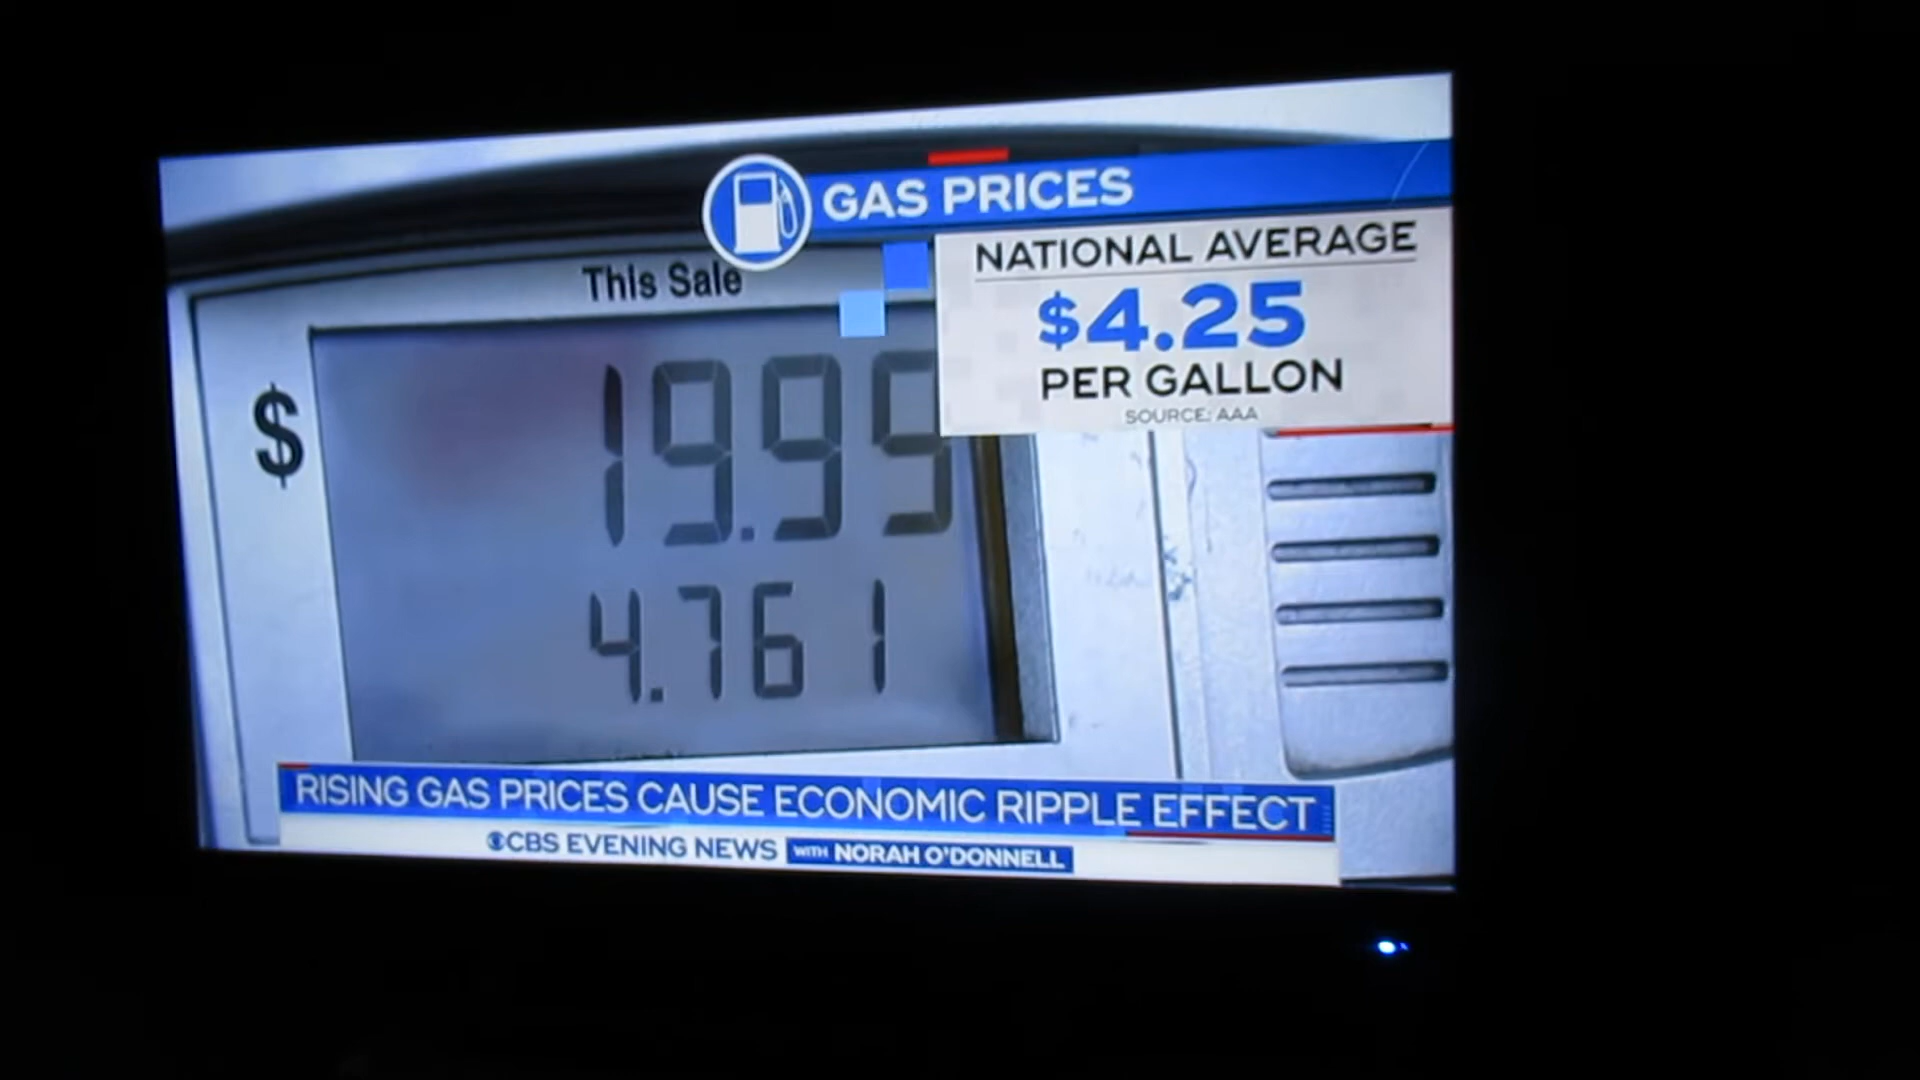 GAS PRICES
NATIONAL AVERAGE
$4.25
PER GALLON
SOURCE: AAA
This Sale
$ 19.99
4.761
RISING GAS PRICES CAUSE ECONOMIC RIPPLE EFFECT
CBS EVENING NEWS WITH NORAH O'DONNELL